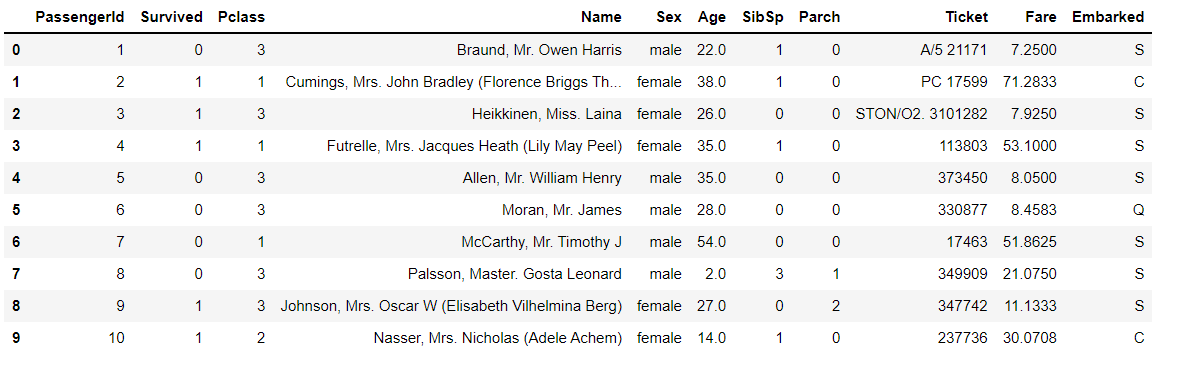 PassengerId Survived Pclass Name Sex Age SibSp Parch Ticket Fare Embarked
0 1 0 3 Braund, Mr. Owen Harris male 22.0 1 0 A/5 21171 7.2500 S
1 2 1 1 Cumings, Mrs. John Bradley (Florence Briggs Th... female 38.0 1 0 PC 17599 71.2833 C
2 3 1 3 Heikkinen, Miss. Laina female 26.0 0 0 STON/O2. 3101282 7.9250 S
3 4 1 1 Futrelle, Mrs. Jacques Heath (Lily May Peel) female 35.0 1 0 113803 53.1000 S
4 5 0 3 Allen, Mr. William Henry male 35.0 0 0 373450 8.0500 S
5 6 0 3 Moran, Mr. James male 28.0 0 0 330877 8.4583 Q
6 7 0 1 McCarthy, Mr. Timothy J male 54.0 0 0 17463 51.8625 S
7 8 0 3 Palsson, Master. Gosta Leonard male 2.0 3 1 349909 21.0750 S
8 9 1 3 Johnson, Mrs. Oscar W (Elisabeth Vilhelmina Berg) female 27.0 0 2 347742 11.1333 S
9 10 1 2 Nasser, Mrs. Nicholas (Adele Achem) female 14.0 1 0 237736 30.0708 C